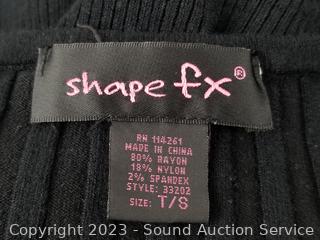 shape fx®
RN 114261
MADE IN CHINA
80% RAYON
18% NYLON
2% SPANDEX
STYLE: 33202
SIZE: T/S
Copyright 2023 - Sound Auction Service